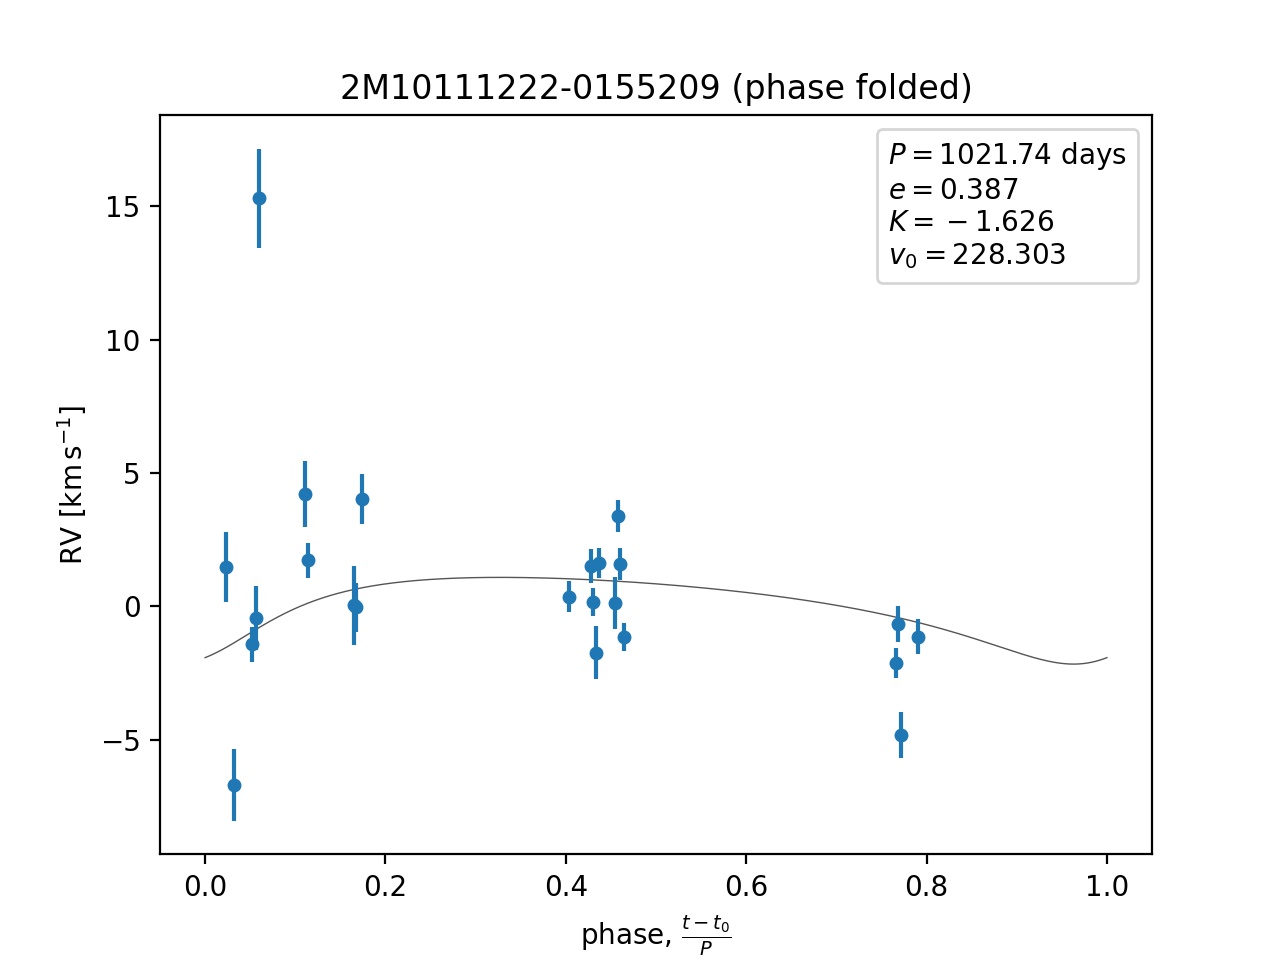 2M10111222-0155209 (phase folded)
P = 1021.74 days
e = 0.387
K = −1.626
v₀ = 228.303
15
10
5
0
−5
RV [km s⁻¹]
0.0 0.2 0.4 0.6 0.8 1.0
phase, (t − t₀)/P